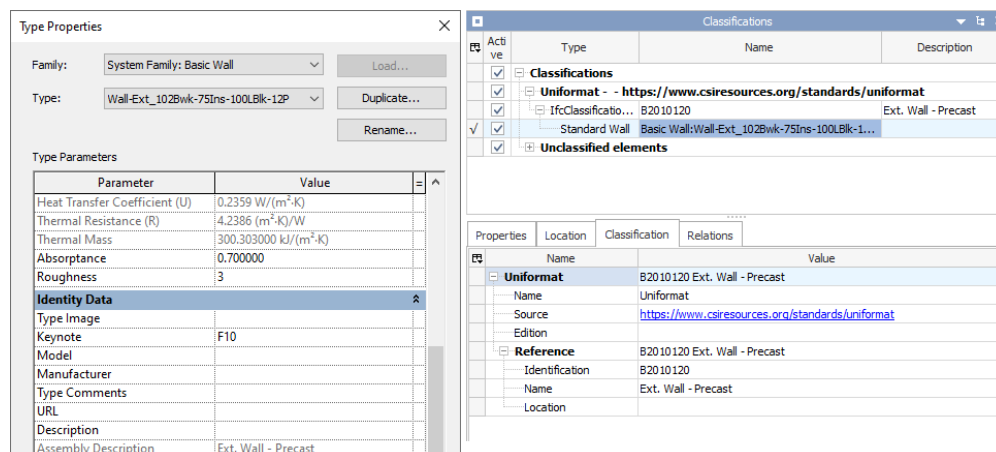 Type Properties
Family:
System Family: Basic Wall
Load...
Type:
Wall-Ext_102Bwk-75Ins-100LBlk-12P
Duplicate...
Rename...
Type Parameters
Parameter
Value
=
Heat Transfer Coefficient (U)
0.2359 W/(m²·K)
Thermal Resistance (R)
4.2386 (m²·K)/W
Thermal Mass
300.303000 kJ/(m²·K)
Absorptance
0.700000
Roughness
3
Identity Data
Type Image
Keynote
F10
Model
Manufacturer
Type Comments
URL
Description
Assembly Description
Ext. Wall - Precast
Classifications
Acti
ve
Type
Name
Description
Classifications
Uniformat - - https://www.csiresources.org/standards/uniformat
IfcClassificatio...
B2010120
Ext. Wall - Precast
Standard Wall
Basic Wall:Wall-Ext_102Bwk-75Ins-100LBlk-1...
Unclassified elements
Properties
Location
Classification
Relations
Name
Value
Uniformat
B2010120 Ext. Wall - Precast
Name
Uniformat
Source
https://www.csiresources.org/standards/uniformat
Edition
Reference
B2010120 Ext. Wall - Precast
Identification
B2010120
Name
Ext. Wall - Precast
Location